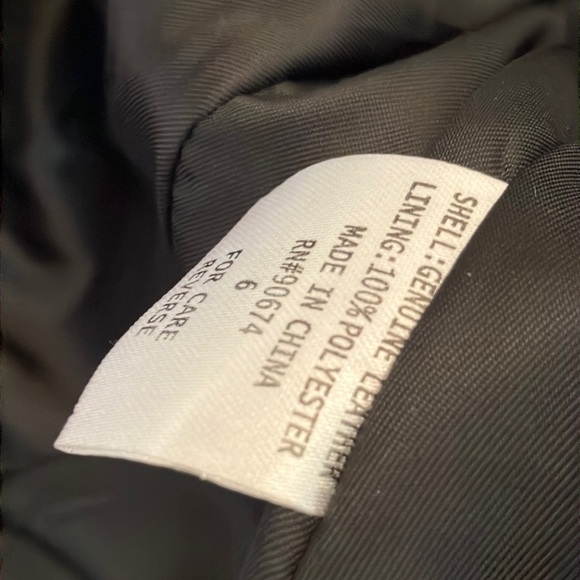 SHELL:GENUINE LEATHER
LINING:100%POLYESTER
MADE IN CHINA
RN#90674
6
FOR CARE
REVERSE